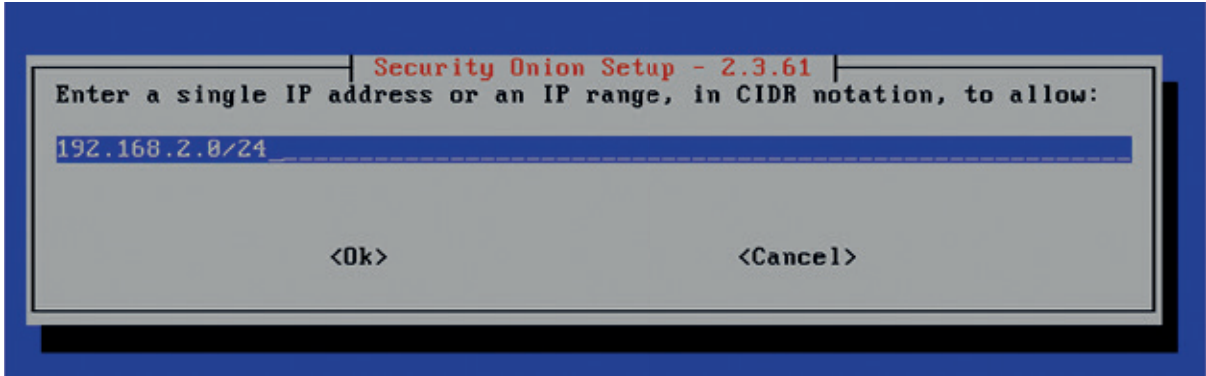 Security Onion Setup - 2.3.61
Enter a single IP address or an IP range, in CIDR notation, to allow:
192.168.2.0/24
<Ok> <Cancel>